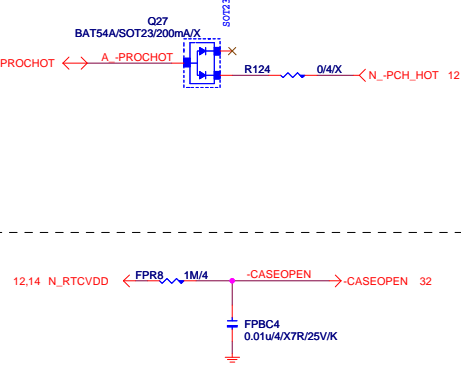 SOT23
Q27
BAT54A/SOT23/200mA/X
PROCHOT
A_-PROCHOT
R124
0/4/X
N_-PCH_HOT 12
12,14 N_RTCVDD
FPR8
1M/4
-CASEOPEN
-CASEOPEN 32
FPBC4
0.01u/4/X7R/25V/K